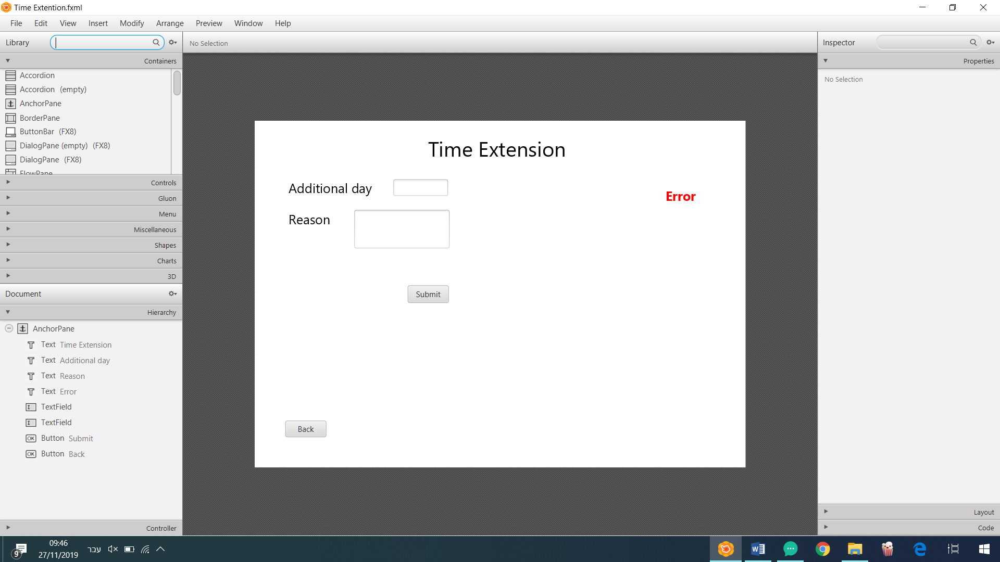 Time Extention.fxml
File Edit View Insert Modify Arrange Preview Window Help
Library
No Selection
Inspector
Containers
Accordion
Accordion (empty)
AnchorPane
BorderPane
ButtonBar (FX8)
DialogPane (empty) (FX8)
DialogPane (FX8)
FlowPane
Controls
Gluon
Menu
Miscellaneous
Shapes
Charts
3D
Document
Hierarchy
AnchorPane
Text Time Extension
Text Additional day
Text Reason
Text Error
TextField
TextField
Button Submit
Button Back
Controller
Time Extension
Additional day
Error
Reason
Submit
Back
Properties
No Selection
Layout
Code
9
09:46
27/11/2019
עבר